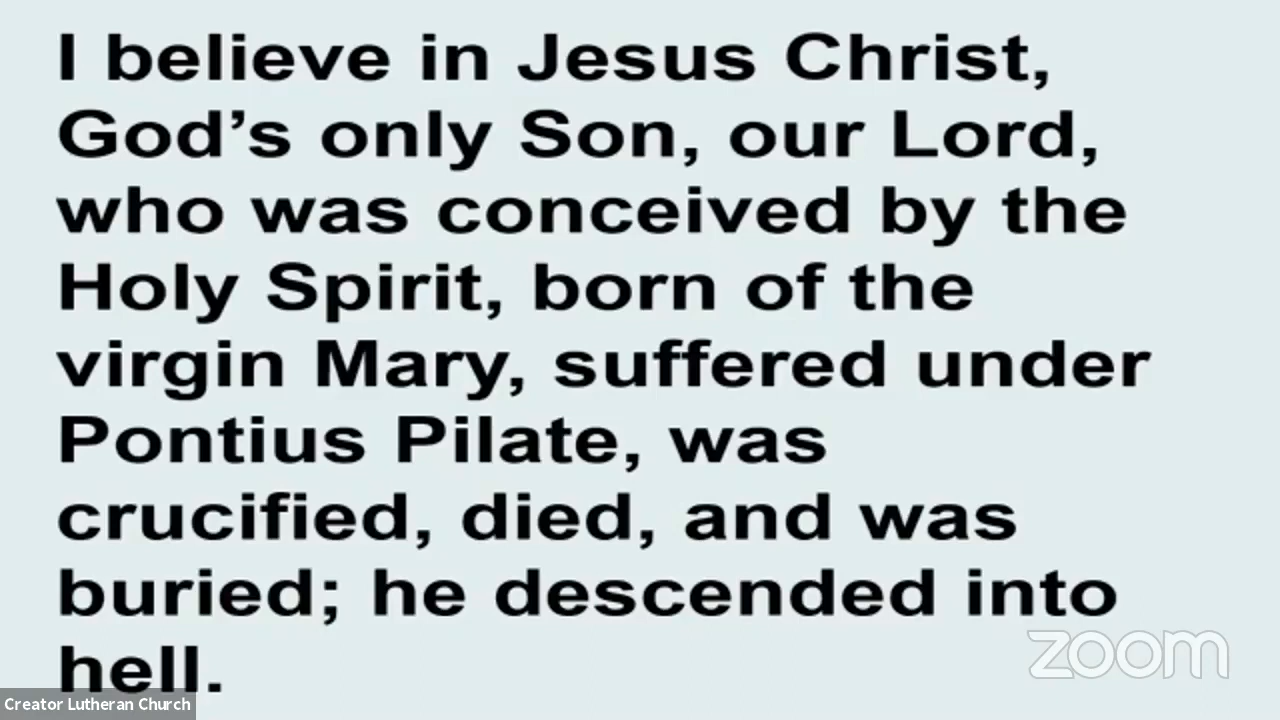 I believe in Jesus Christ,
God’s only Son, our Lord,
who was conceived by the
Holy Spirit, born of the
virgin Mary, suffered under
Pontius Pilate, was
crucified, died, and was
buried; he descended into
hell.
zoom
Creator Lutheran Church